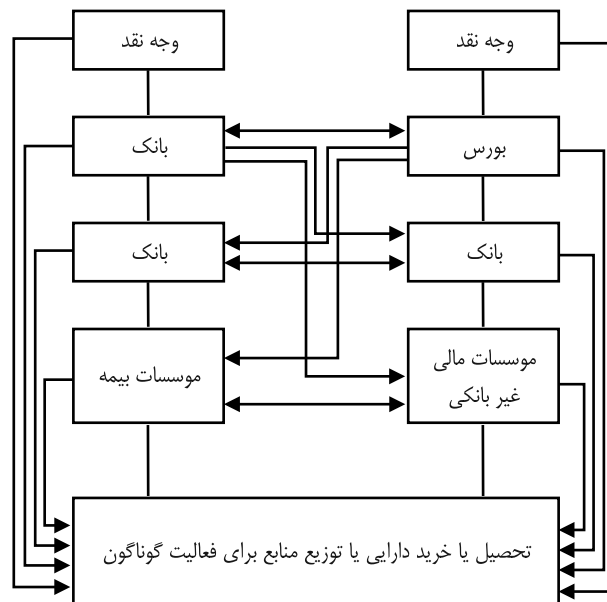 وجه نقد
وجه نقد
بورس
بانک
بانک
بانک
موسسات مالی
غیر بانکی
موسسات بیمه
تحصیل یا خرید دارایی یا توزیع منابع برای فعالیت گوناگون